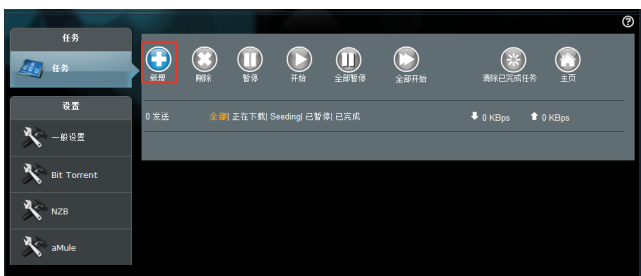 任务
任务
设置
一般设置
Bit Torrent
NZB
aMule
新增 删除 暂停 开始 全部暂停 全部开始 清除已完成任务 主页
0 发送 全部| 正在下载| Seeding| 已暂停| 已完成 0 KBps 0 KBps